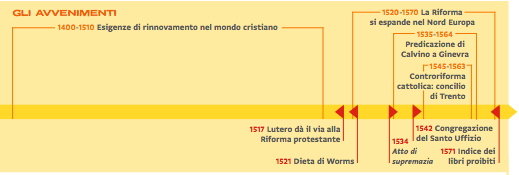 GLI AVVENIMENTI
1400-1510 Esigenze di rinnovamento nel mondo cristiano
1520-1570 La Riforma
si espande nel Nord Europa
1535-1564
Predicazione di
Calvino a Ginevra
1545-1563
Controriforma
cattolica: concilio
di Trento
1517 Lutero dà il via alla
Riforma protestante
1521 Dieta di Worms
1534
Atto di
supremazia
1542 Congregazione
del Santo Uffizio
1571 Indice dei
libri proibiti